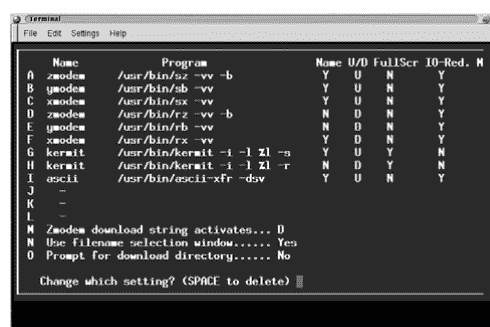 Terminal
File Edit Settings Help
Name Program Name U/D FullScr IO-Red. M
A zmodem /usr/bin/sz -vv -b Y U N Y
B ymodem /usr/bin/sb -vv Y U N Y
C xmodem /usr/bin/sx -vv Y U N Y
D zmodem /usr/bin/rz -vv -b N D N Y
E ymodem /usr/bin/rb -vv N D N Y
F xmodem /usr/bin/rx -vv Y D N Y
G kermit /usr/bin/kermit -i -l %l -s Y U Y N
H kermit /usr/bin/kermit -i -l %l -r N D Y N
I ascii /usr/bin/ascii-xfr -dsv Y U N Y
J -
K -
L -
M Zmodem download string activates... D
N Use filename selection window...... Yes
O Prompt for download directory...... No
Change which setting? (SPACE to delete)